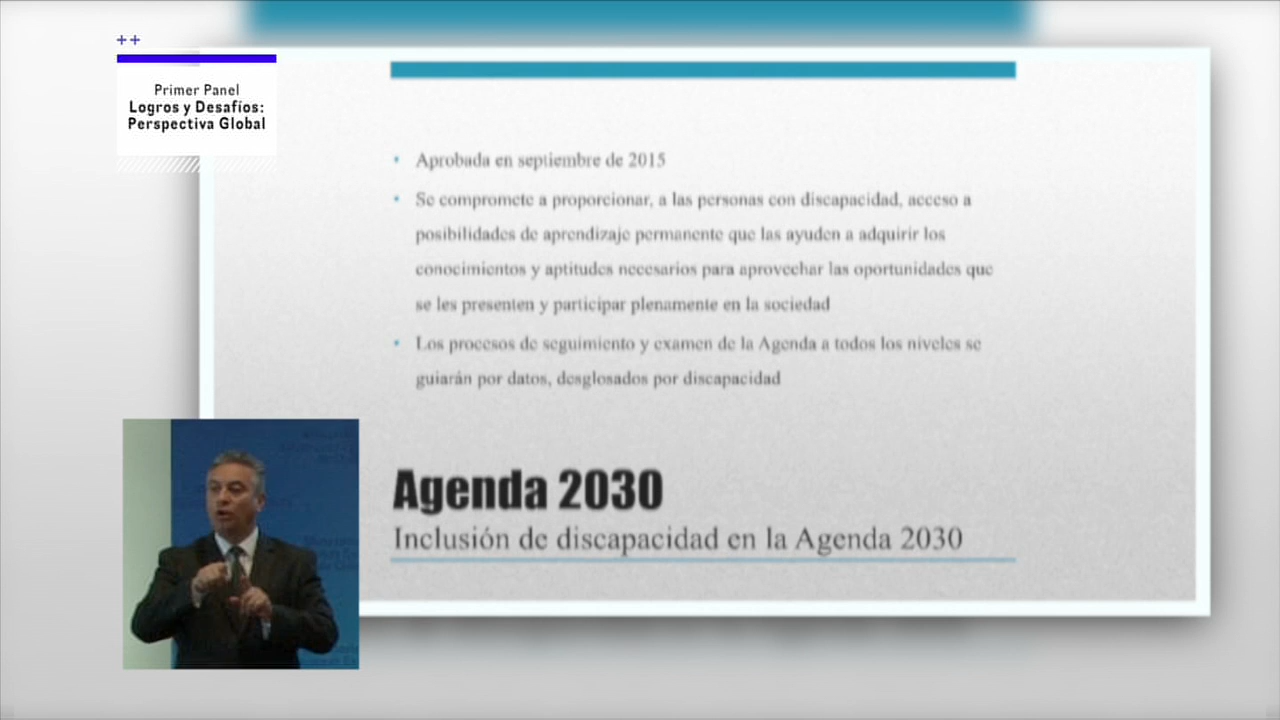 ++
Primer Panel
Logros y Desafíos:
Perspectiva Global
• Aprobada en septiembre de 2015
• Se compromete a proporcionar, a las personas con discapacidad, acceso a
posibilidades de aprendizaje permanente que las ayuden a adquirir los
conocimientos y aptitudes necesarios para aprovechar las oportunidades que
se les presenten y participar plenamente en la sociedad
• Los procesos de seguimiento y examen de la Agenda a todos los niveles se
guiarán por datos, desglosados por discapacidad
Agenda 2030
Inclusión de discapacidad en la Agenda 2030